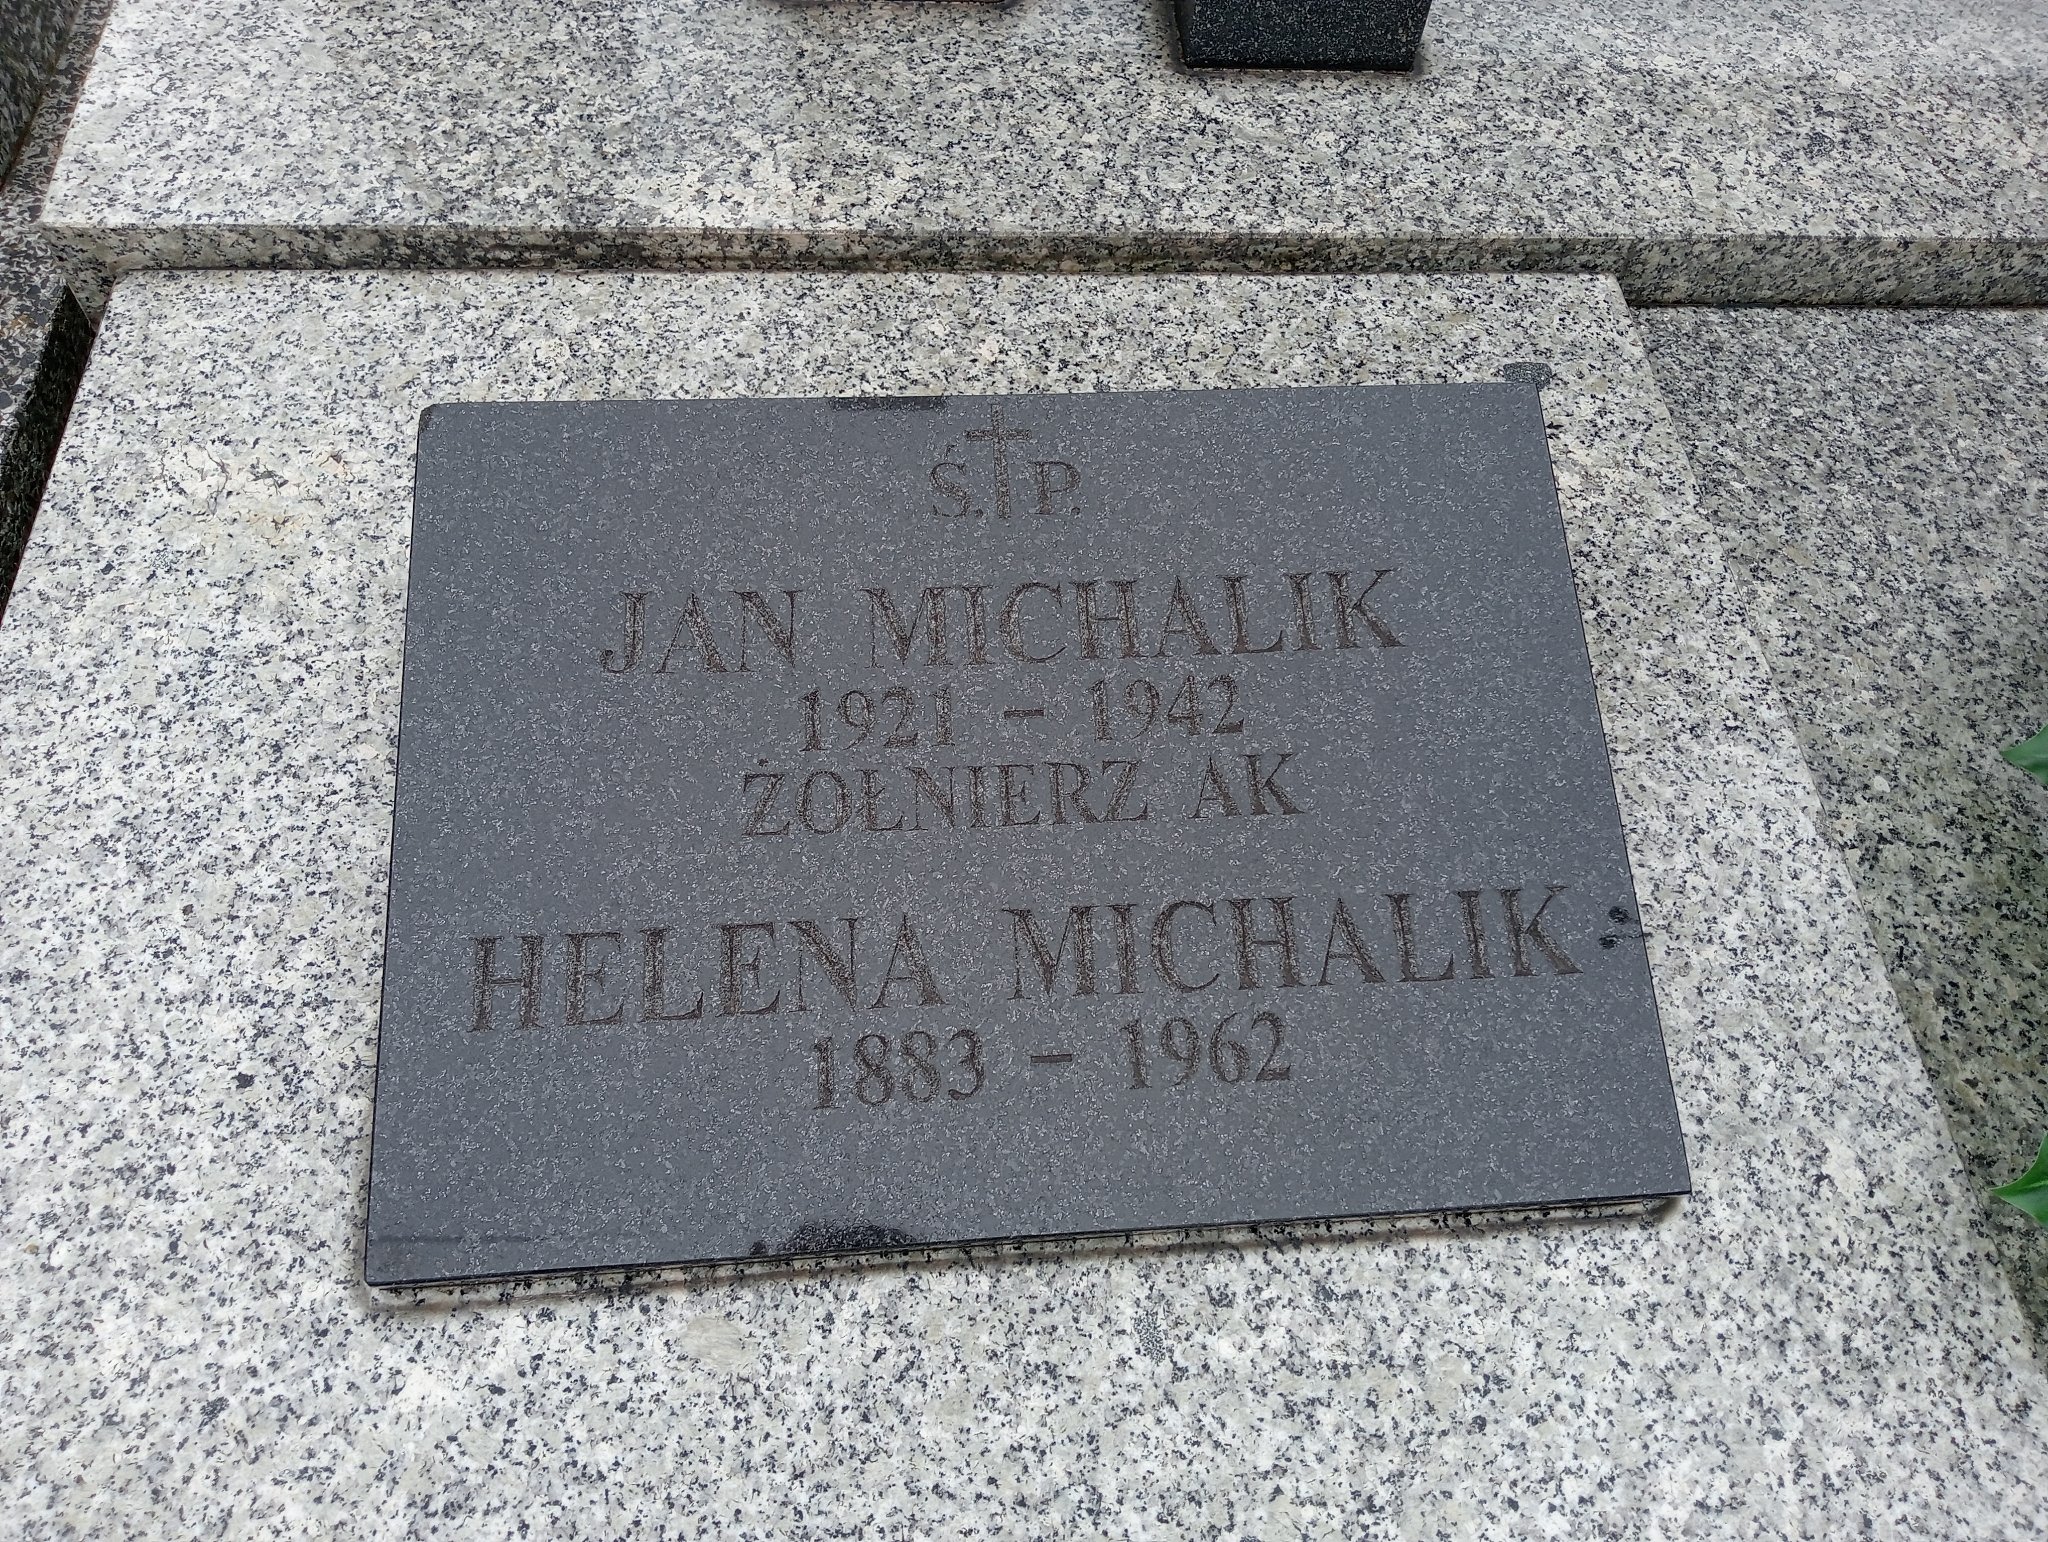 Ś. P.
JAN MICHALIK
1921 - 1942
ŻOŁNIERZ AK
HELENA MICHALIK
1883 - 1962